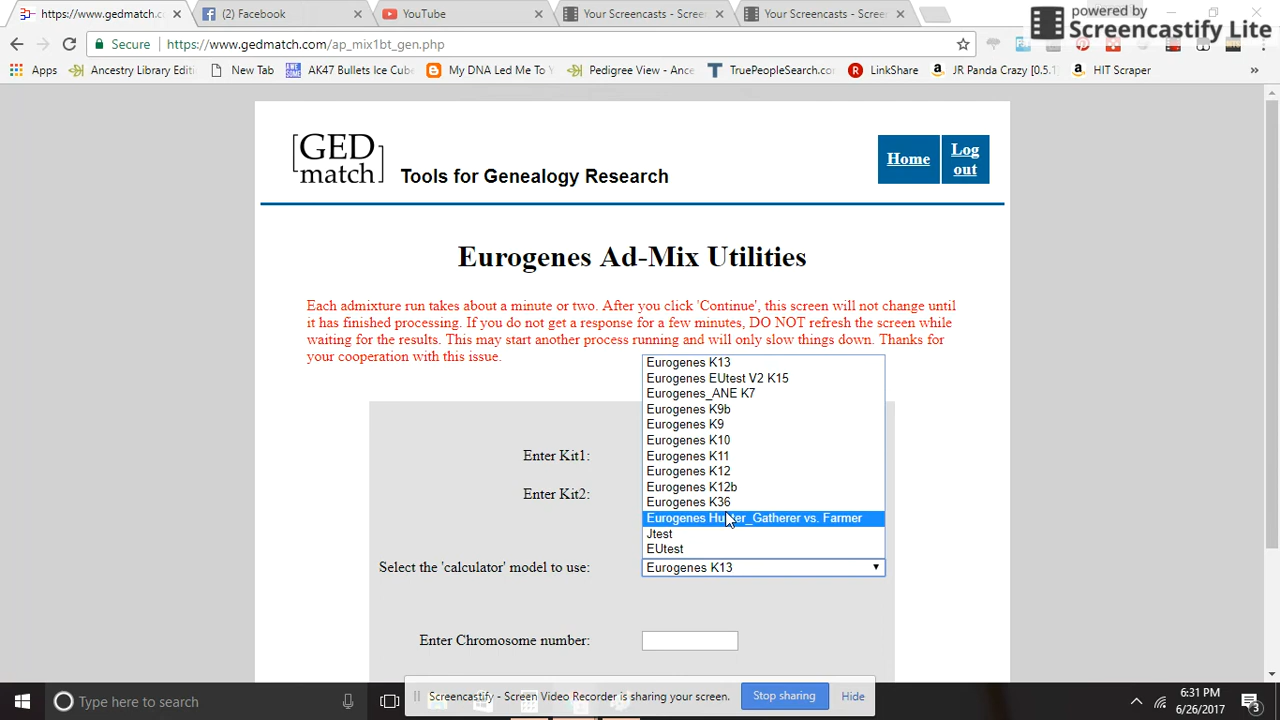 https://www.gedmatch.co
(2) Facebook
YouTube
Your Screencasts - Screen
Your Screencasts - Screen
powered by
Screencastify Lite
Secure
https://www.gedmatch.com/ap_mix1bt_gen.php
Apps
Ancestry Library Editi
New Tab
AK47 Bullets Ice Cube
My DNA Led Me to Y
Pedigree View - Ance
TruePeopleSearch.com
LinkShare
JR Panda Crazy [0.5.1
HIT Scraper
»
[GED
match]
Tools for Genealogy Research
Home
Log
out
Eurogenes Ad-Mix Utilities
Each admixture run takes about a minute or two. After you click 'Continue', this screen will not change until
it has finished processing. If you do not get a response for a few minutes, DO NOT refresh the screen while
waiting for the results. This may start another process running and will only slow things down. Thanks for
your cooperation with this issue.
Eurogenes K13
Eurogenes EUtest V2 K15
Eurogenes_ANE K7
Eurogenes K9b
Eurogenes K9
Eurogenes K10
Eurogenes K11
Eurogenes K12
Eurogenes K12b
Eurogenes K36
Eurogenes Hunter_Gatherer vs. Farmer
Jtest
EUtest
Enter Kit1:
Enter Kit2:
Select the 'calculator' model to use:
Eurogenes K13
Enter Chromosome number:
Screencastify - Screen Video Recorder is sharing your screen.
Stop sharing
Hide
Type here to search
6:31 PM
6/26/2017
3